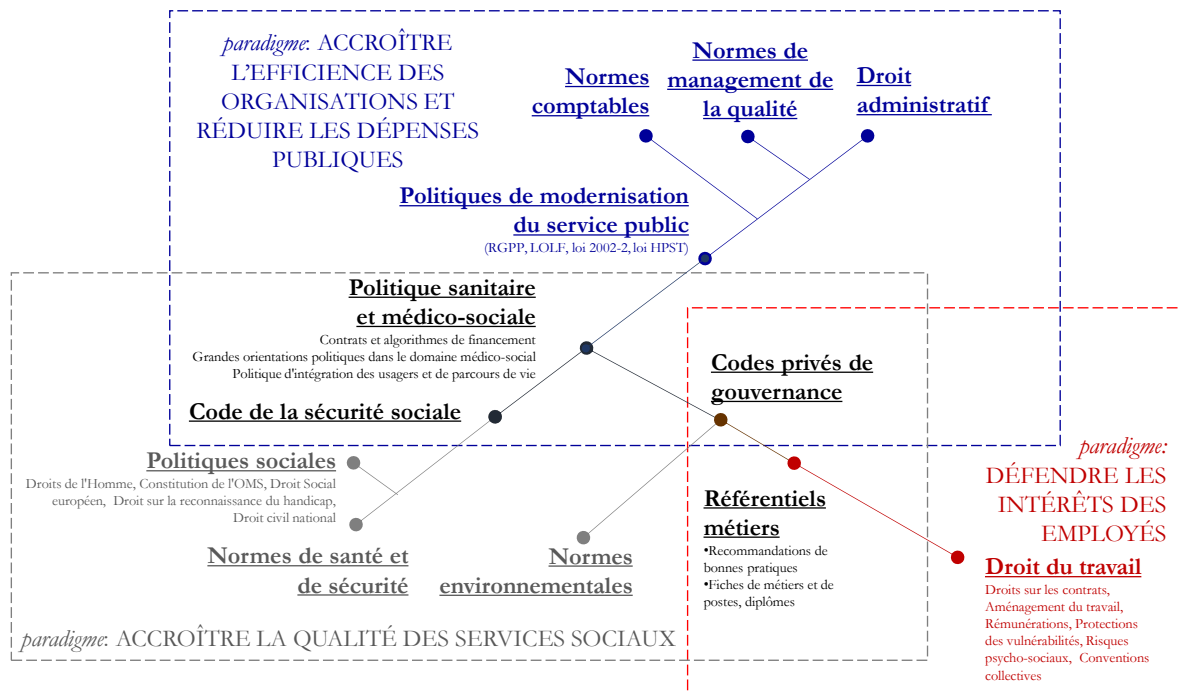 paradigme: ACCROÎTRE
L'EFFICIENCE DES
ORGANISATIONS ET
RÉDUIRE LES DÉPENSES
PUBLIQUES
Normes
comptables
Normes de
management de
la qualité
Droit
administratif
Politiques de modernisation
du service public
(RGPP, LOLF, loi 2002-2, loi HPST)
Politique sanitaire
et médico-sociale
Contrats et algorithmes de financement
Grandes orientations politiques dans le domaine médico-social
Politique d'intégration des usagers et de parcours de vie
Codes privés de
gouvernance
Code de la sécurité sociale
Politiques sociales
Droits de l'Homme, Constitution de l'OMS, Droit Social
européen, Droit sur la reconnaissance du handicap,
Droit civil national
paradigme:
DÉFENDRE LES
INTÉRÊTS DES
EMPLOYÉS
Référentiels
métiers
•Recommandations de
bonnes pratiques
•Fiches de métiers et de
postes, diplômes
Normes de santé et
de sécurité
Normes
environnementales
Droit du travail
Droits sur les contrats,
Aménagement du travail,
Rémunérations, Protections
des vulnérabilités, Risques
psycho-sociaux, Conventions
collectives
paradigme: ACCROÎTRE LA QUALITÉ DES SERVICES SOCIAUX